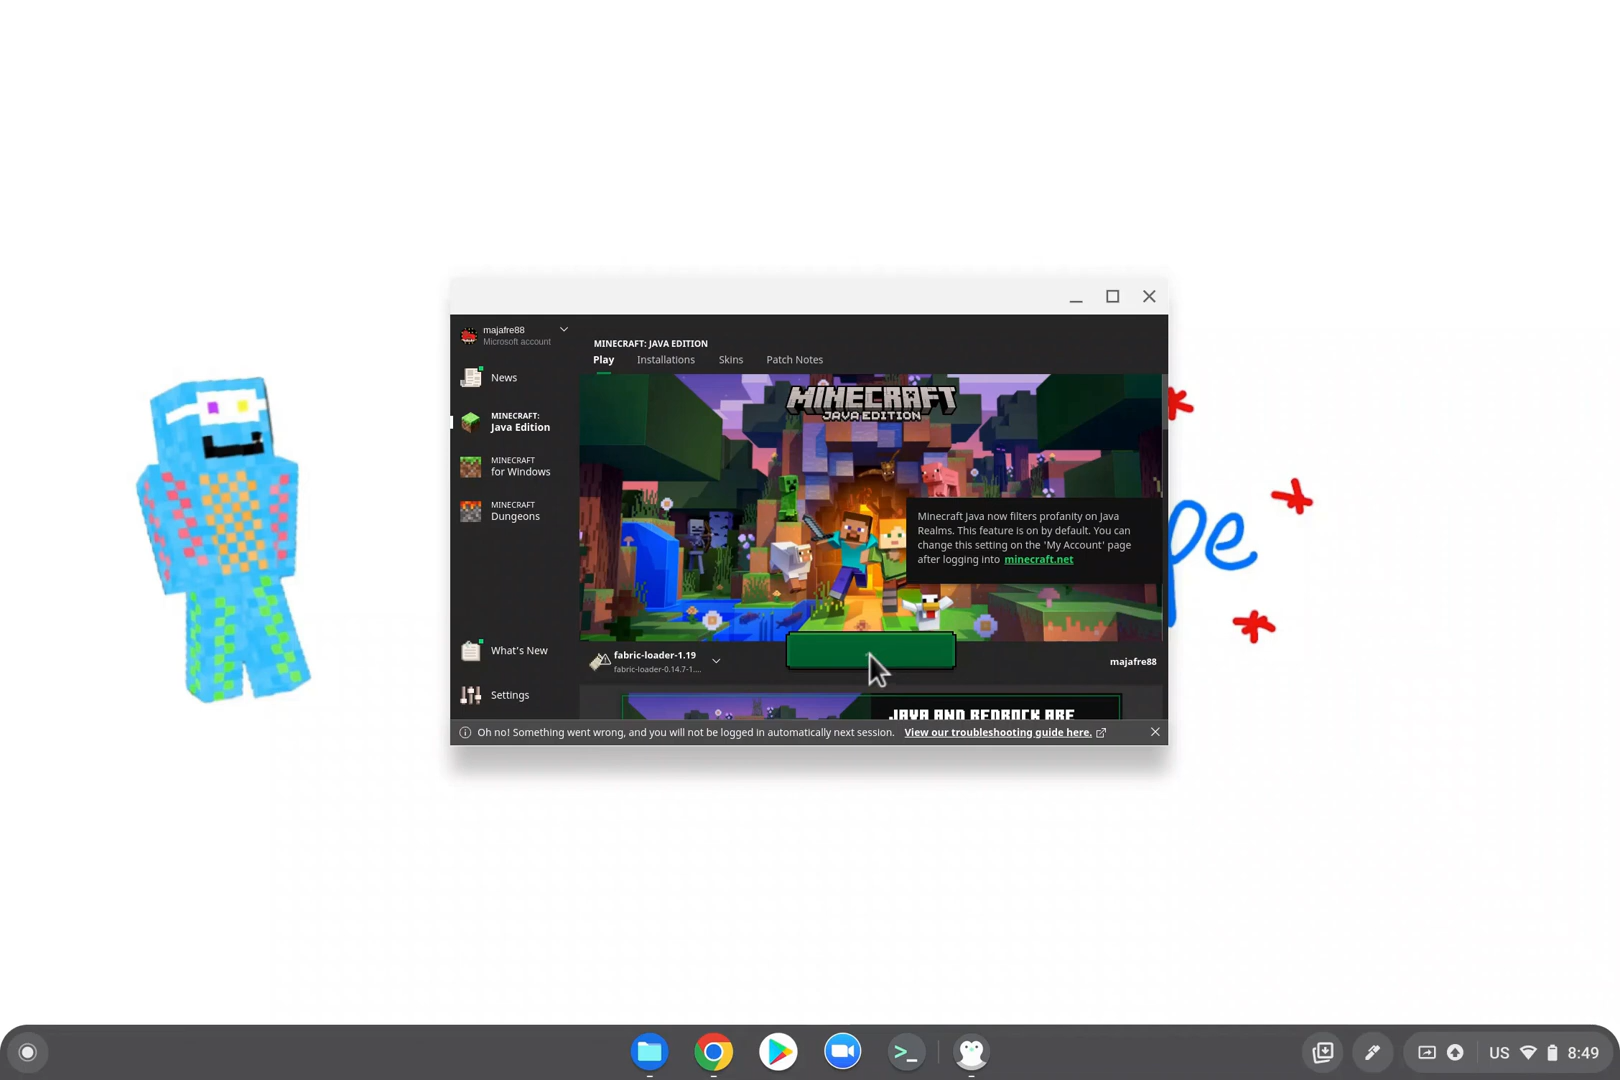 majafre88
Microsoft account
News
MINECRAFT:
Java Edition
MINECRAFT
for Windows
MINECRAFT
Dungeons
What's New
Settings
MINECRAFT: JAVA EDITION
Play Installations Skins Patch Notes
MINECRAFT
JAVA EDITION
Minecraft Java now filters profanity on Java
Realms. This feature is on by default. You can
change this setting on the 'My Account' page
after logging into minecraft.net
fabric-loader-1.19
fabric-loader-0.14.7-1....
majafre88
JAVA AND BEDROCK ARE
Oh no! Something went wrong, and you will not be logged in automatically next session. View our troubleshooting guide here.
pe
US 8:49